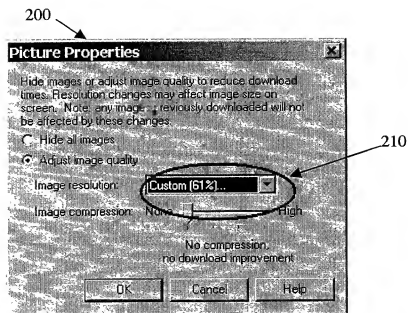 200
Picture Properties
Hide images or adjust image quality to reduce download
times. Resolution changes may affect image size on
screen. Note: any image previously downloaded will not
be affected by these changes.
Hide all images
Adjust image quality
210
Image resolution: Custom (61%)...
Image compression: None High
No compression,
no download improvement
OK Cancel Help